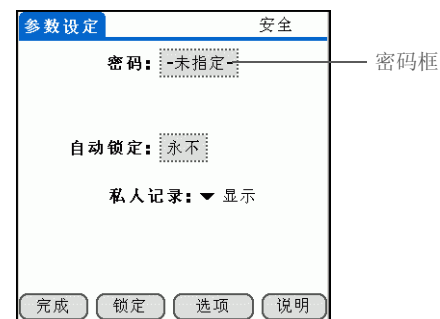 参数设定 安全
密码: -未指定- 密码框
自动锁定: 永不
私人记录: 显示
完成 锁定 选项 说明